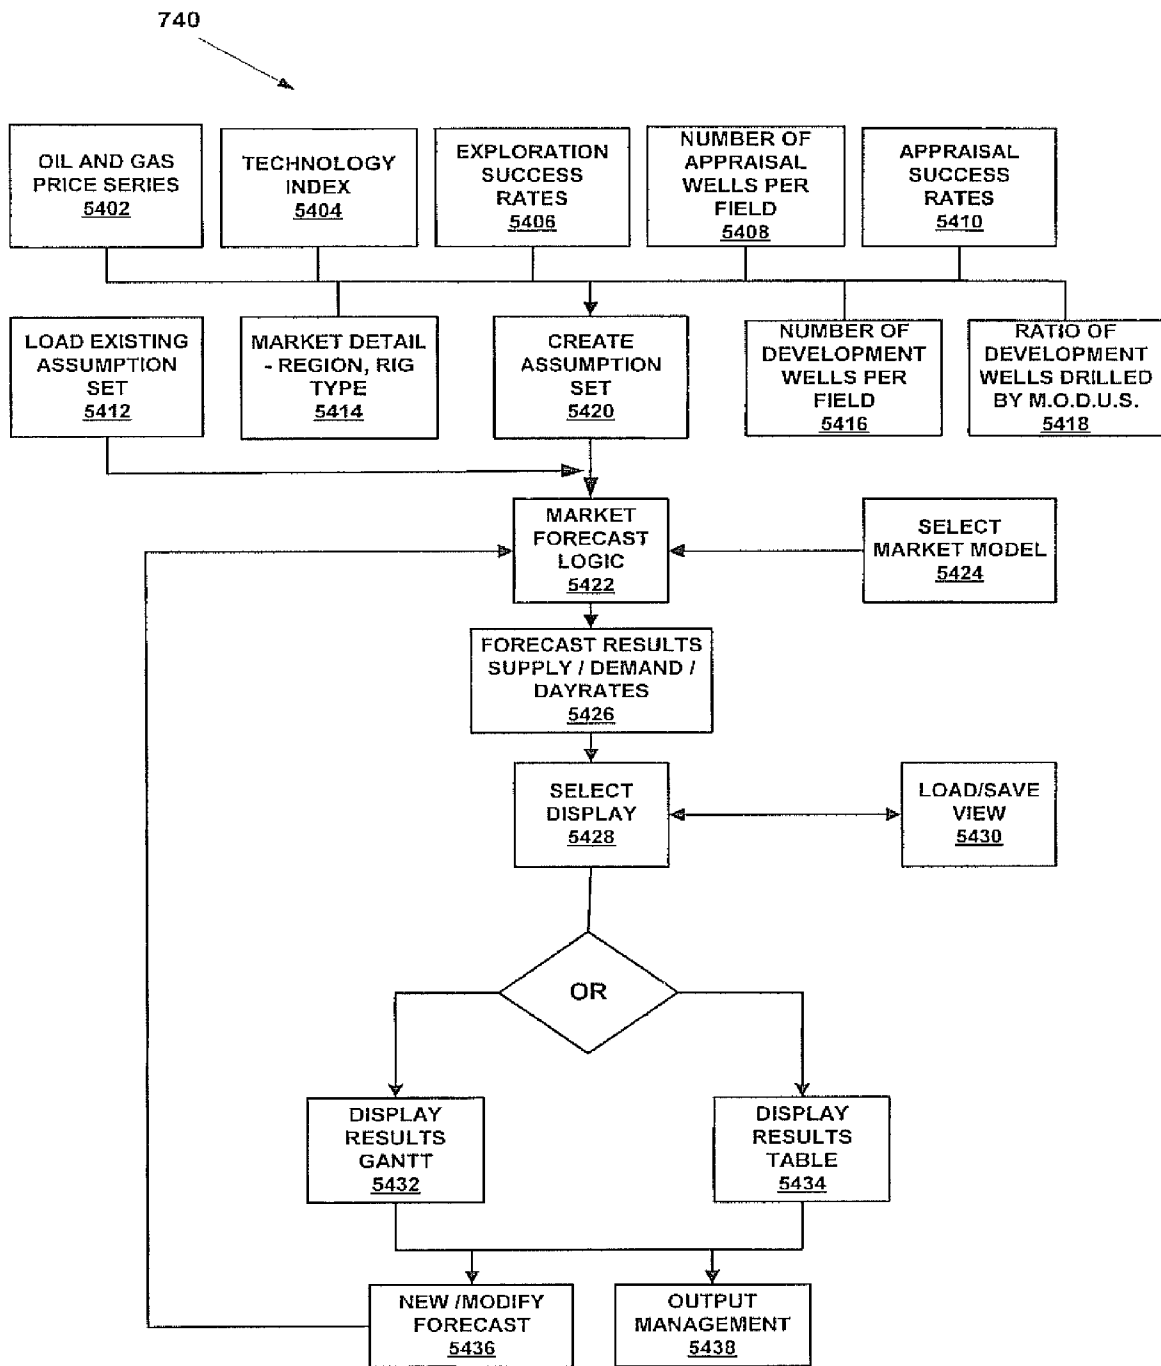 740
OIL AND GAS
PRICE SERIES
5402
TECHNOLOGY
INDEX
5404
EXPLORATION
SUCCESS
RATES
5406
NUMBER OF
APPRAISAL
WELLS PER
FIELD
5408
APPRAISAL
SUCCESS
RATES
5410
LOAD EXISTING
ASSUMPTION
SET
5412
MARKET DETAIL
- REGION, RIG
TYPE
5414
CREATE
ASSUMPTION
SET
5420
NUMBER OF
DEVELOPMENT
WELLS PER
FIELD
5416
RATIO OF
DEVELOPMENT
WELLS DRILLED
BY M.O.D.U.S.
5418
MARKET
FORECAST
LOGIC
5422
SELECT
MARKET MODEL
5424
FORECAST RESULTS
SUPPLY / DEMAND /
DAYRATES
5426
SELECT
DISPLAY
5428
LOAD/SAVE
VIEW
5430
OR
DISPLAY
RESULTS
GANTT
5432
DISPLAY
RESULTS
TABLE
5434
NEW /MODIFY
FORECAST
5436
OUTPUT
MANAGEMENT
5438